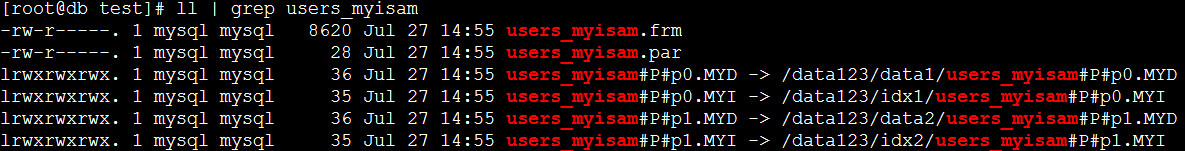 [root@db test]# ll | grep users_myisam
-rw-r-----. 1 mysql mysql   8620 Jul 27 14:55 users_myisam.frm
-rw-r-----. 1 mysql mysql     28 Jul 27 14:55 users_myisam.par
lrwxrwxrwx. 1 mysql mysql     36 Jul 27 14:55 users_myisam#P#p0.MYD -> /data123/data1/users_myisam#P#p0.MYD
lrwxrwxrwx. 1 mysql mysql     35 Jul 27 14:55 users_myisam#P#p0.MYI -> /data123/idx1/users_myisam#P#p0.MYI
lrwxrwxrwx. 1 mysql mysql     36 Jul 27 14:55 users_myisam#P#p1.MYD -> /data123/data2/users_myisam#P#p1.MYD
lrwxrwxrwx. 1 mysql mysql     35 Jul 27 14:55 users_myisam#P#p1.MYI -> /data123/idx2/users_myisam#P#p1.MYI